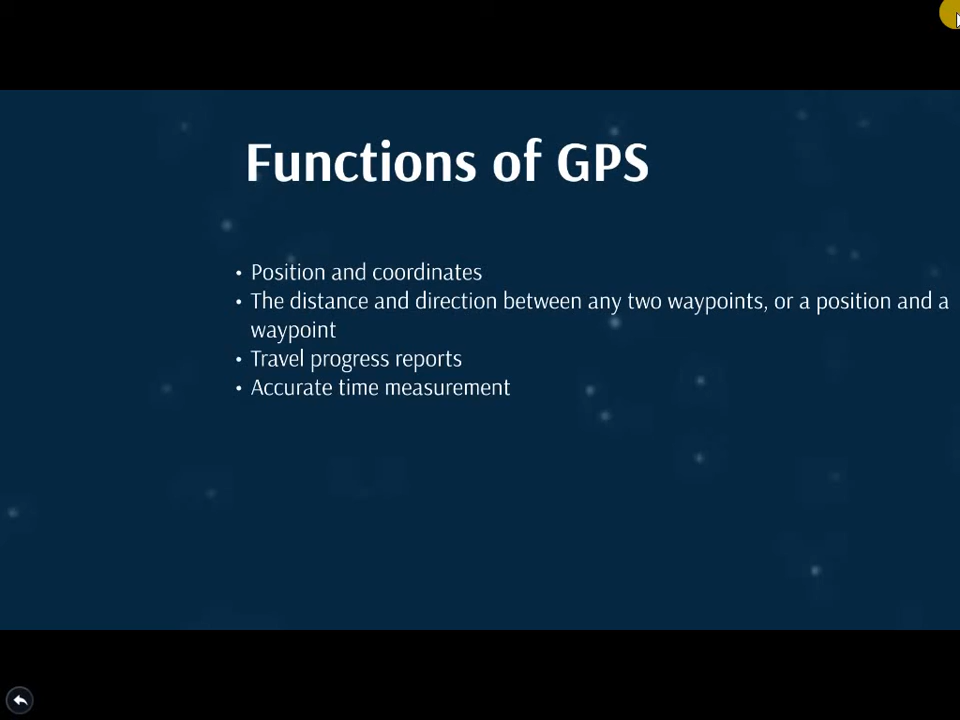 Functions of GPS
• Position and coordinates
• The distance and direction between any two waypoints, or a position and a
waypoint
• Travel progress reports
• Accurate time measurement